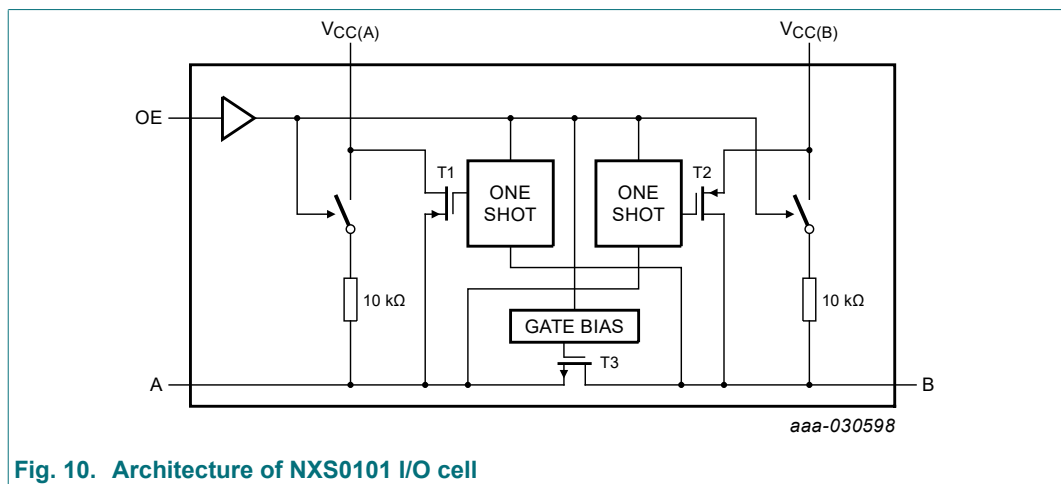 VCC(A)
VCC(B)
OE
T1
ONE
SHOT
ONE
SHOT
T2
10 kΩ
10 kΩ
GATE BIAS
T3
A
B
aaa-030598
Fig. 10. Architecture of NXS0101 I/O cell